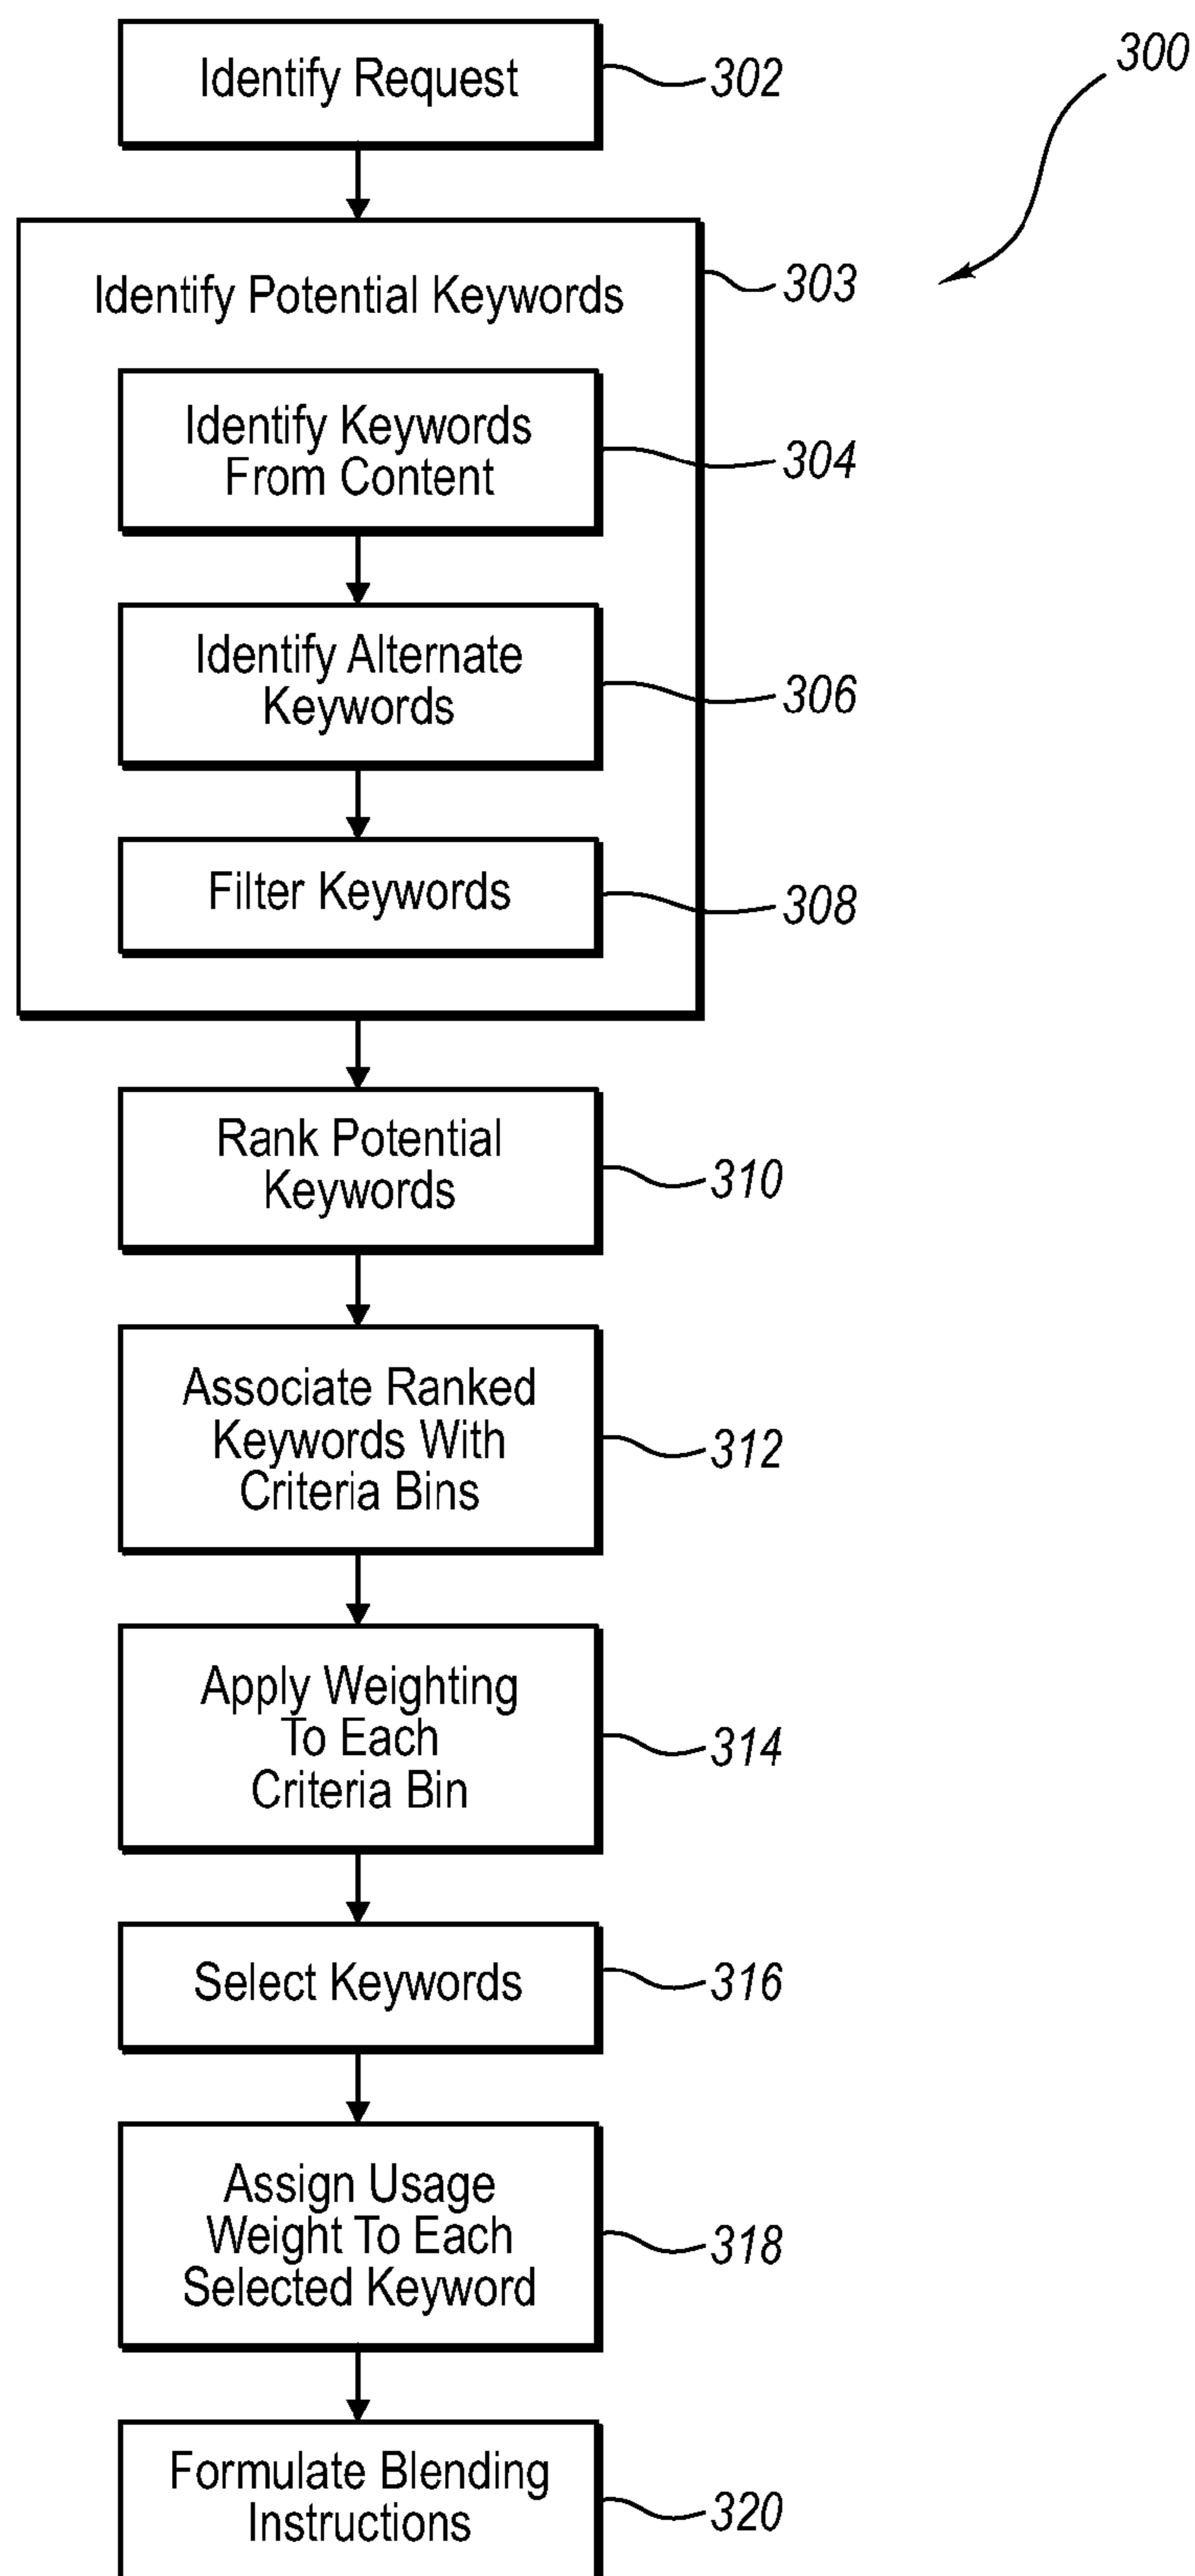 300
Identify Request
302
Identify Potential Keywords
303
Identify Keywords
From Content
304
Identify Alternate
Keywords
306
Filter Keywords
308
Rank Potential
Keywords
310
Associate Ranked
Keywords With
Criteria Bins
312
Apply Weighting
To Each
Criteria Bin
314
Select Keywords
316
Assign Usage
Weight To Each
Selected Keyword
318
Formulate Blending
Instructions
320